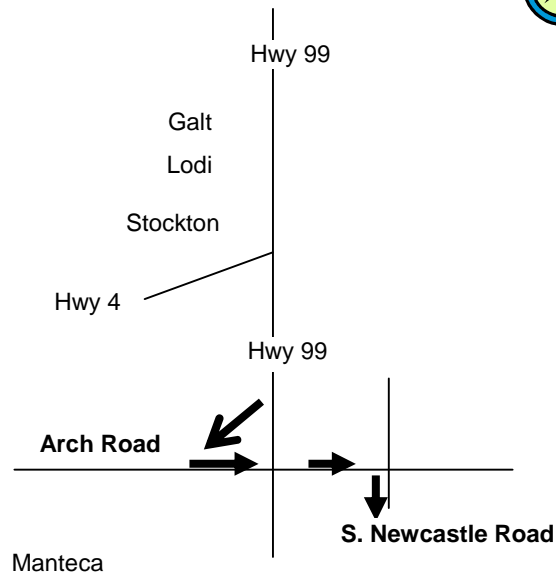 Hwy 99
Galt
Lodi
Stockton
Hwy 4
Hwy 99
Arch Road
S. Newcastle Road
Manteca